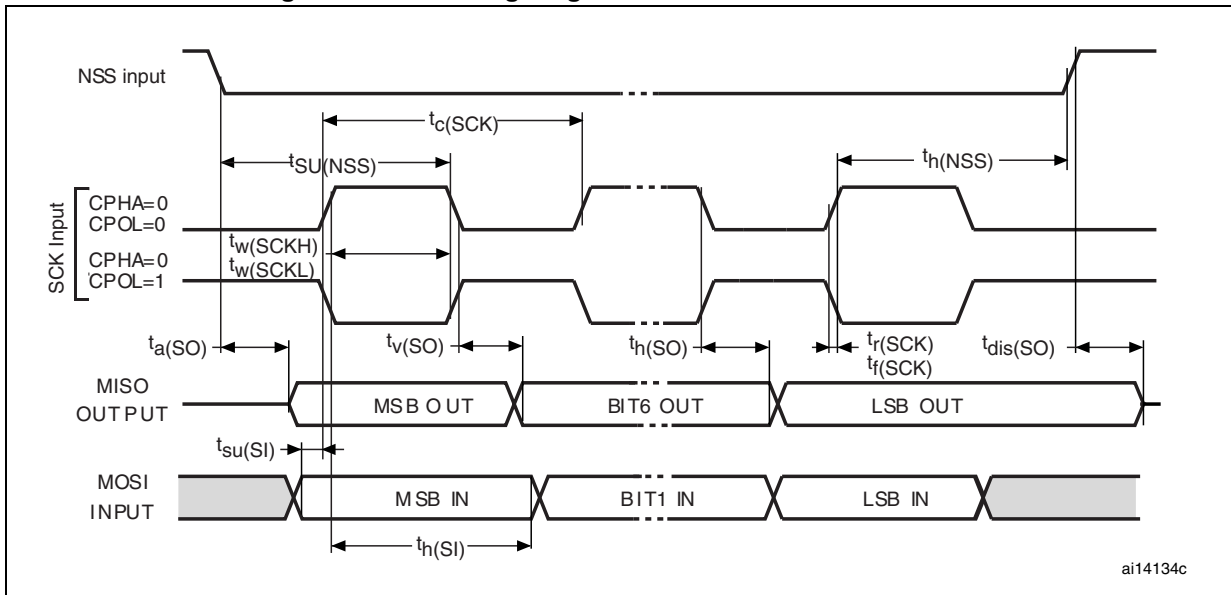 NSS input
tc(SCK)
tSU(NSS)
th(NSS)
SCK Input
CPHA=0
CPOL=0
tw(SCKH)
CPHA=0
tw(SCKL)
CPOL=1
ta(SO)
tv(SO)
th(SO)
tr(SCK)
tf(SCK)
tdis(SO)
MISO
OUTPUT
MSB OUT
BIT6 OUT
LSB OUT
tsu(SI)
MOSI
INPUT
MSB IN
BIT1 IN
LSB IN
th(SI)
ai14134c